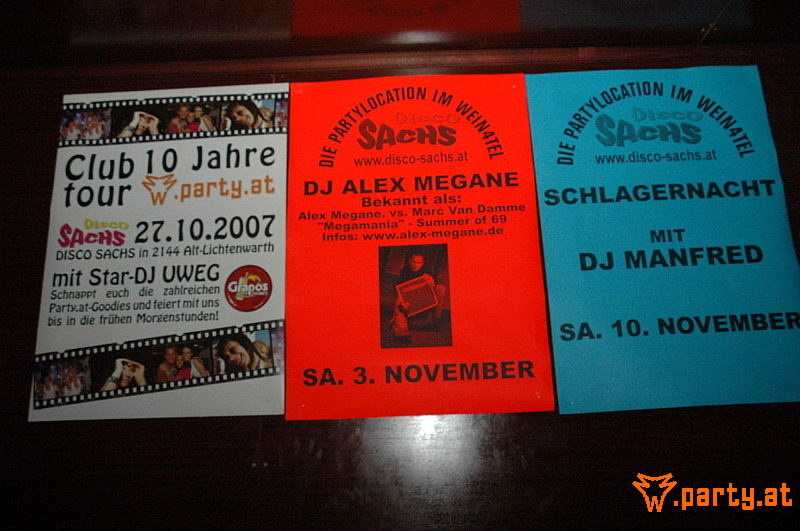 Club 10 Jahre
tour party.at
DISCO
SACHS 27.10.2007
DISCO SACHS in 2144 Alt-Lichtenwarth
mit Star-DJ UWEG
Schnappt euch die zahlreichen
Party.at-Goodies und feiert mit uns
bis in die frühen Morgenstunden!
Grapos
DIE PARTYLOCATION IM WEIN4TEL
DISCO
SACHS
www.disco-sachs.at
DJ ALEX MEGANE
Bekannt als:
Alex Megane. vs. Marc Van Damme
"Megamania" - Summer of 69
Infos: www.alex-megane.de
SA. 3. NOVEMBER
DIE PARTYLOCATION IM WEIN4TEL
DISCO
SACHS
www.disco-sachs.at
SCHLAGERNACHT
MIT
DJ MANFRED
SA. 10. NOVEMBER
w.party.at